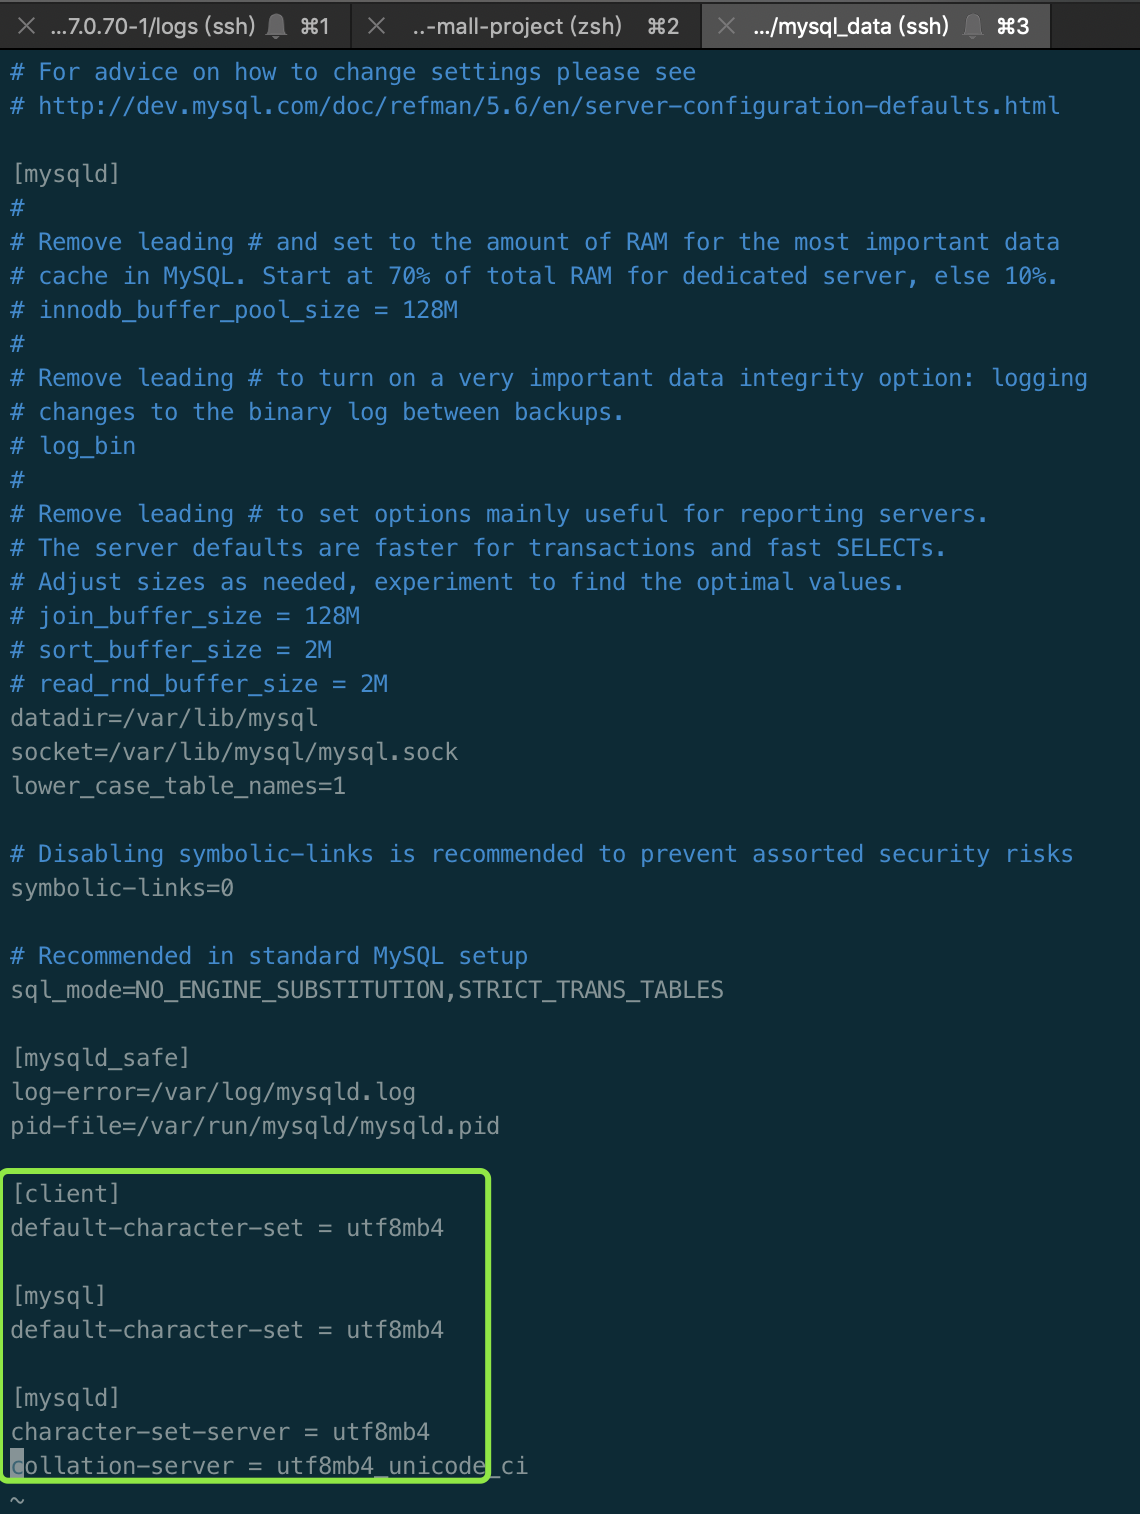 ...7.0.70-1/logs (ssh) ⌘1 ..-mall-project (zsh) ⌘2 .../mysql_data (ssh) ⌘3
# For advice on how to change settings please see
# http://dev.mysql.com/doc/refman/5.6/en/server-configuration-defaults.html
[mysqld]
#
# Remove leading # and set to the amount of RAM for the most important data
# cache in MySQL. Start at 70% of total RAM for dedicated server, else 10%.
# innodb_buffer_pool_size = 128M
#
# Remove leading # to turn on a very important data integrity option: logging
# changes to the binary log between backups.
# log_bin
#
# Remove leading # to set options mainly useful for reporting servers.
# The server defaults are faster for transactions and fast SELECTs.
# Adjust sizes as needed, experiment to find the optimal values.
# join_buffer_size = 128M
# sort_buffer_size = 2M
# read_rnd_buffer_size = 2M
datadir=/var/lib/mysql
socket=/var/lib/mysql/mysql.sock
lower_case_table_names=1
# Disabling symbolic-links is recommended to prevent assorted security risks
symbolic-links=0
# Recommended in standard MySQL setup
sql_mode=NO_ENGINE_SUBSTITUTION,STRICT_TRANS_TABLES
[mysqld_safe]
log-error=/var/log/mysqld.log
pid-file=/var/run/mysqld/mysqld.pid
[client]
default-character-set = utf8mb4
[mysql]
default-character-set = utf8mb4
[mysqld]
character-set-server = utf8mb4
collation-server = utf8mb4_unicode_ci
~